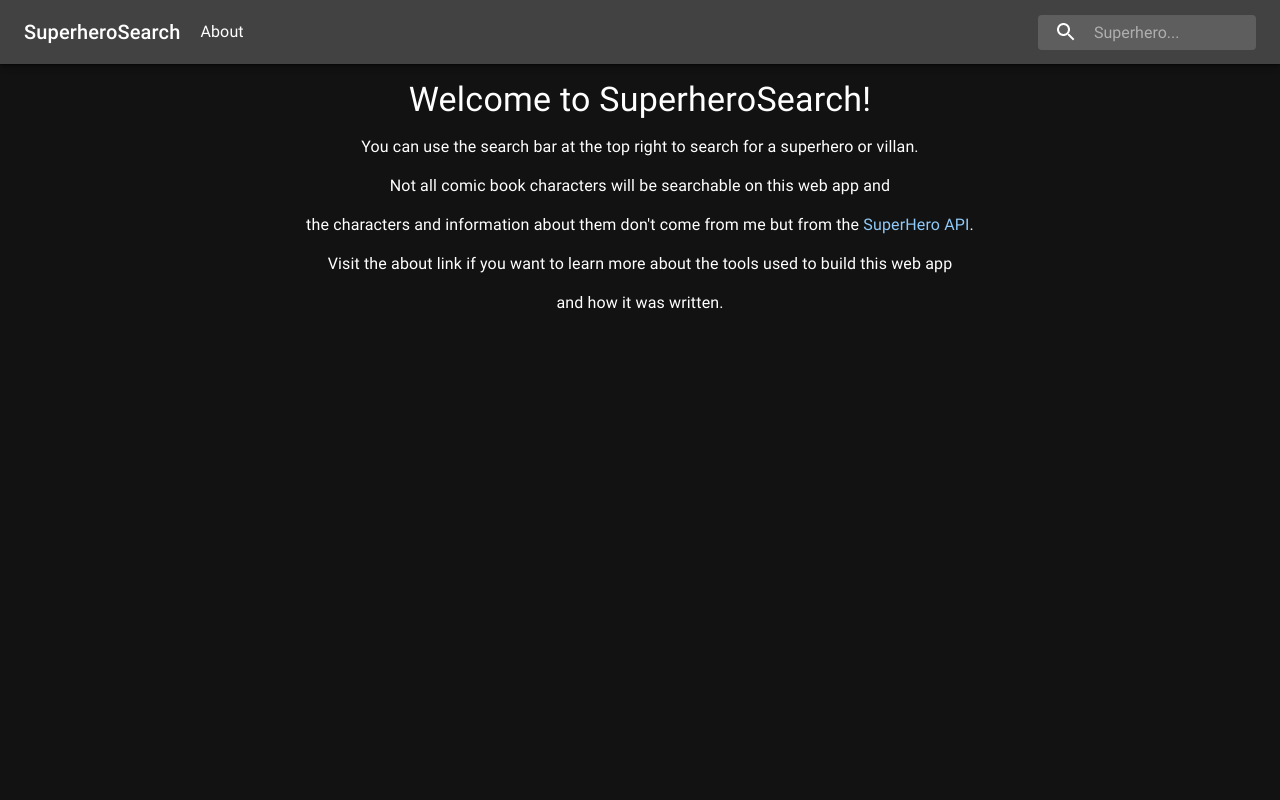 SuperheroSearch About Superhero...
Welcome to SuperheroSearch!
You can use the search bar at the top right to search for a superhero or villan.
Not all comic book characters will be searchable on this web app and
the characters and information about them don't come from me but from the SuperHero API.
Visit the about link if you want to learn more about the tools used to build this web app
and how it was written.